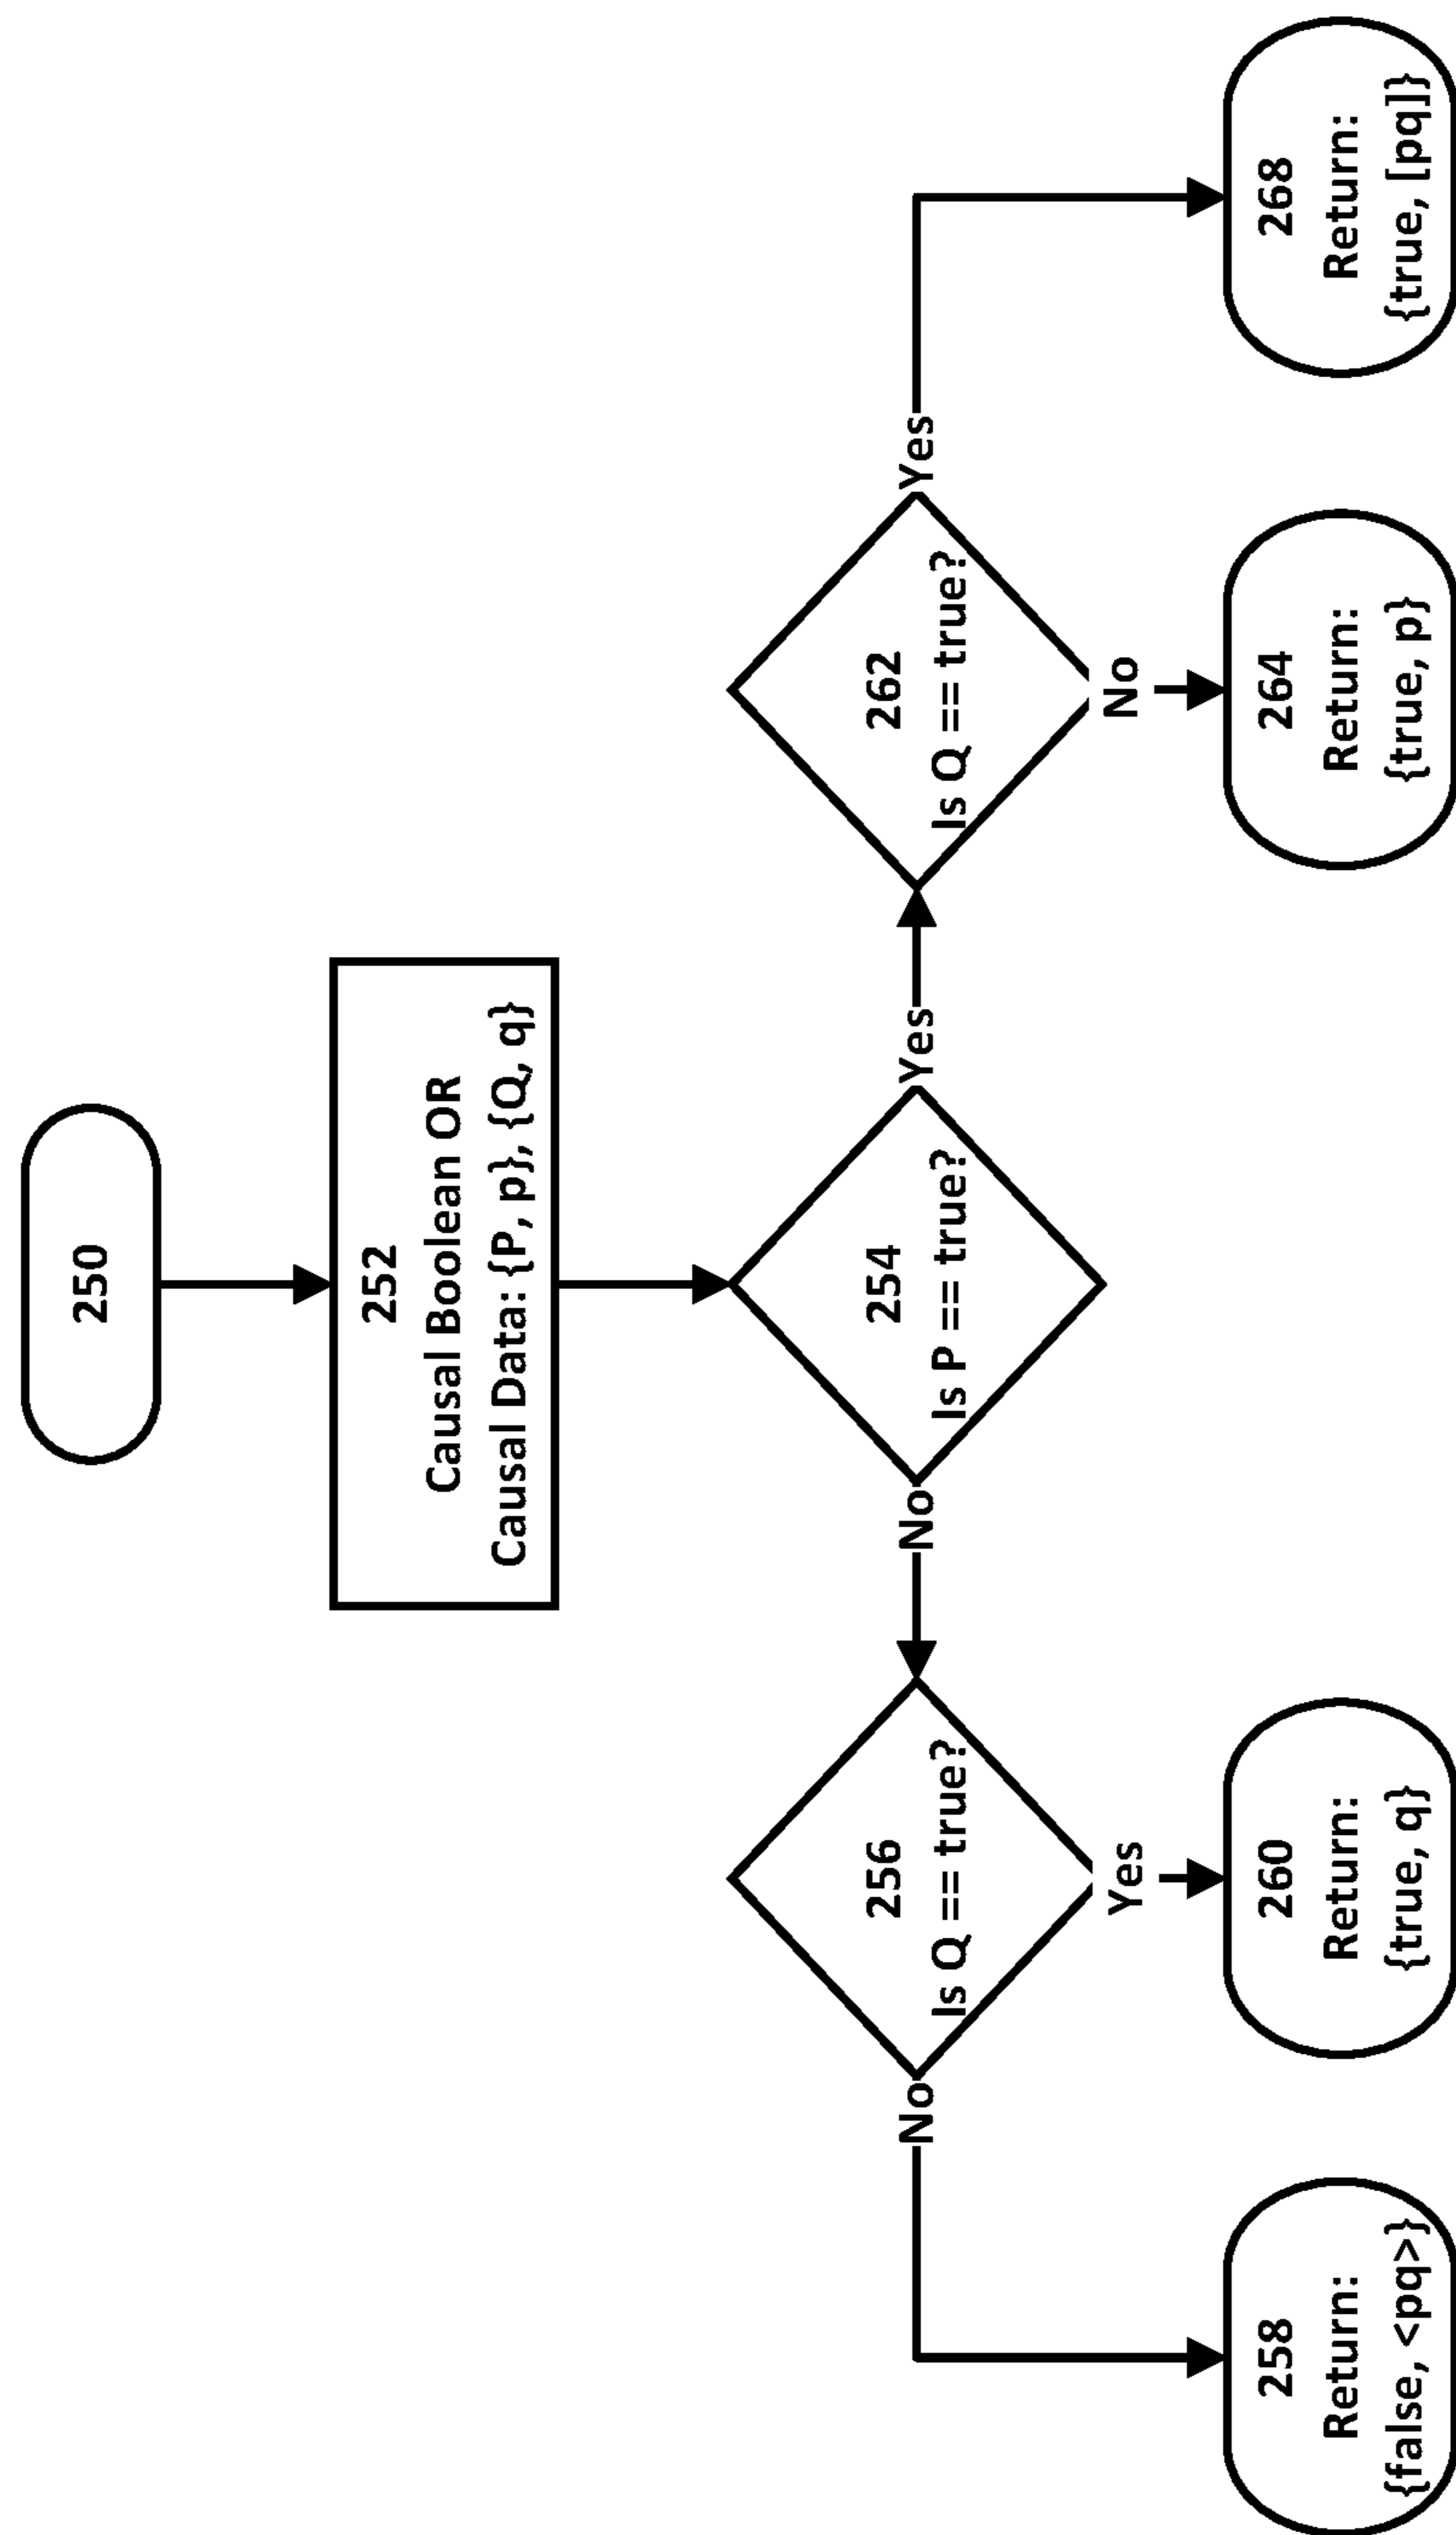 250
252
Causal Boolean OR
Causal Data: {P, p}, {Q, q}
No
256
Is Q == true?
No
254
Is P == true?
Yes
262
Is Q == true?
Yes
Yes
No
258
Return:
{false, <pq>}
260
Return:
{true, q}
264
Return:
{true, p}
268
Return:
{true, [pq]}